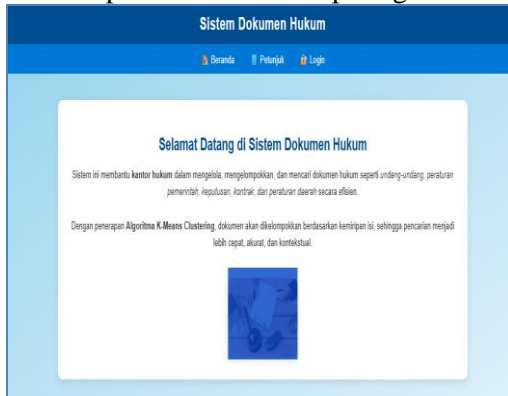 Sistem Dokumen Hukum
Beranda Petunjuk Login
Selamat Datang di Sistem Dokumen Hukum
Sistem ini membantu kantor hukum dalam mengelola, mengelompokkan, dan mencari dokumen hukum seperti undang-undang, peraturan
pemerintah, keputusan, kontrak, dan peraturan daerah secara efisien.
Dengan penerapan Algoritma K-Means Clustering, dokumen akan dikelompokkan berdasarkan kemiripan isi, sehingga pencarian menjadi
lebih cepat, akurat, dan kontekstual.